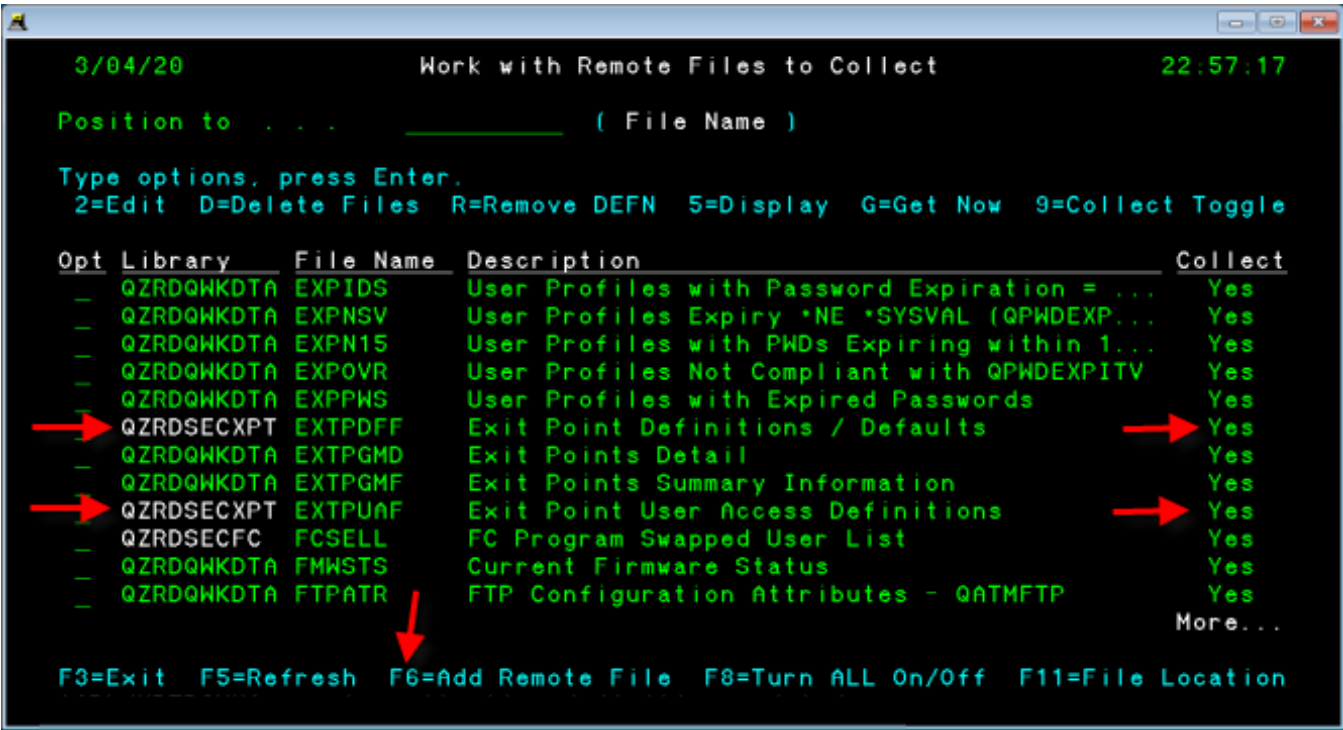 3/04/20 Work with Remote Files to Collect 22:57:17
Position to . . . __________ ( File Name )
Type options, press Enter.
2=Edit D=Delete Files R=Remove DEFN 5=Display G=Get Now 9=Collect Toggle
Opt Library File Name Description Collect
_ QZRDQWKDTA EXPIDS User Profiles with Password Expiration = ... Yes
_ QZRDQWKDTA EXPNSV User Profiles Expiry *NE *SYSVAL (QPWDEXP... Yes
_ QZRDQWKDTA EXPN15 User Profiles with PWDs Expiring within 1... Yes
_ QZRDQWKDTA EXPOVR User Profiles Not Compliant with QPWDEXPITV Yes
_ QZRDQWKDTA EXPPWS User Profiles with Expired Passwords Yes
_ QZRDSECXPT EXTPDFF Exit Point Definitions / Defaults Yes
_ QZRDQWKDTA EXTPGMD Exit Points Detail Yes
_ QZRDQWKDTA EXTPGMF Exit Points Summary Information Yes
_ QZRDSECXPT EXTPUAF Exit Point User Access Definitions Yes
_ QZRDSECFC FCSELL FC Program Swapped User List Yes
_ QZRDQWKDTA FMWSTS Current Firmware Status Yes
_ QZRDQWKDTA FTPATR FTP Configuration Attributes - QATMFTP Yes
More...
F3=Exit F5=Refresh F6=Add Remote File F8=Turn ALL On/Off F11=File Location